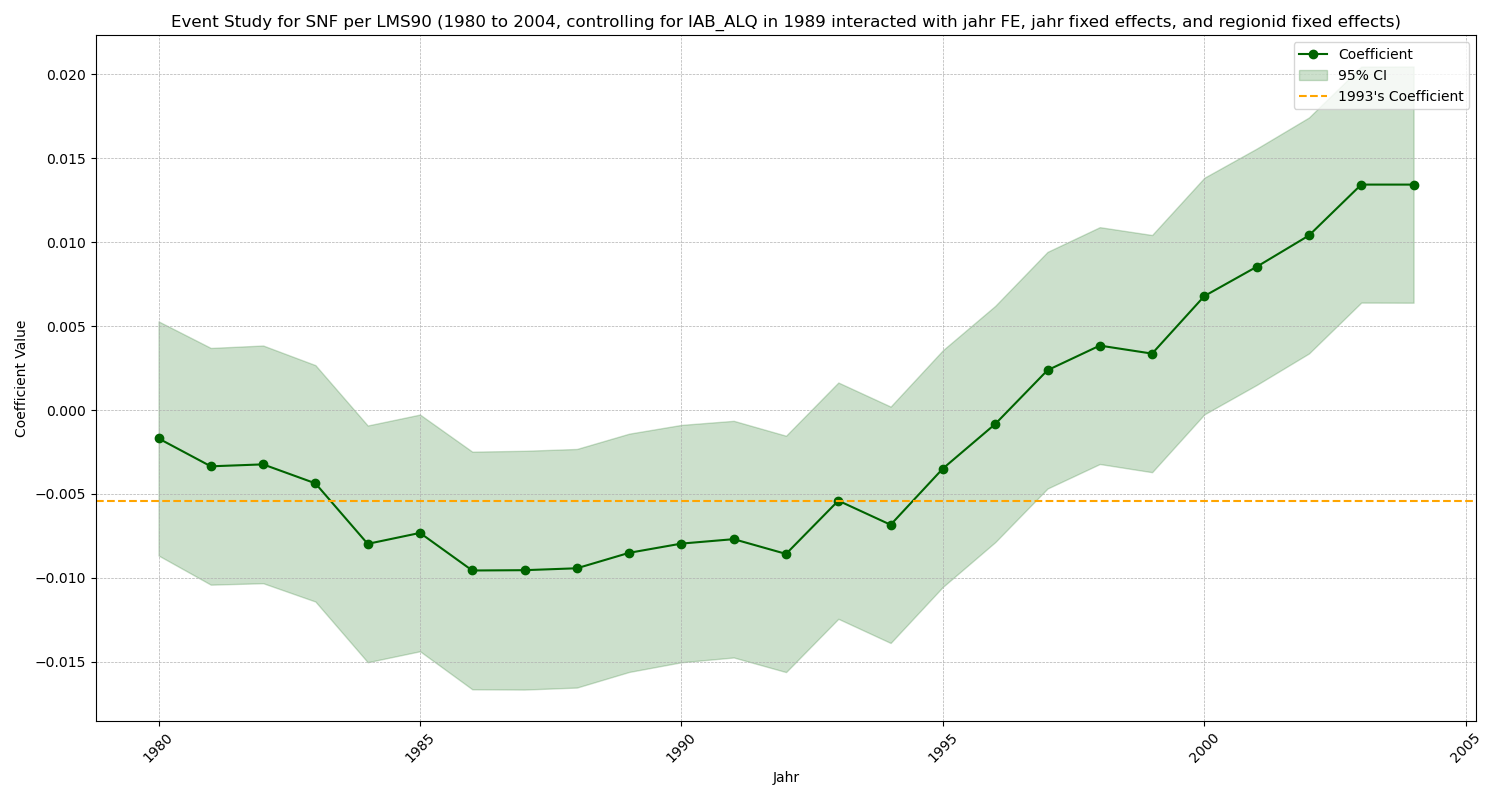 Event Study for SNF per LMS90 (1980 to 2004, controlling for IAB_ALQ in 1989 interacted with jahr FE, jahr fixed effects, and regionid fixed effects)
Coefficient
95% CI
1993's Coefficient
0.020
0.015
0.010
0.005
0.000
−0.005
−0.010
−0.015
Coefficient Value
1980
1985
1990
1995
2000
2005
Jahr